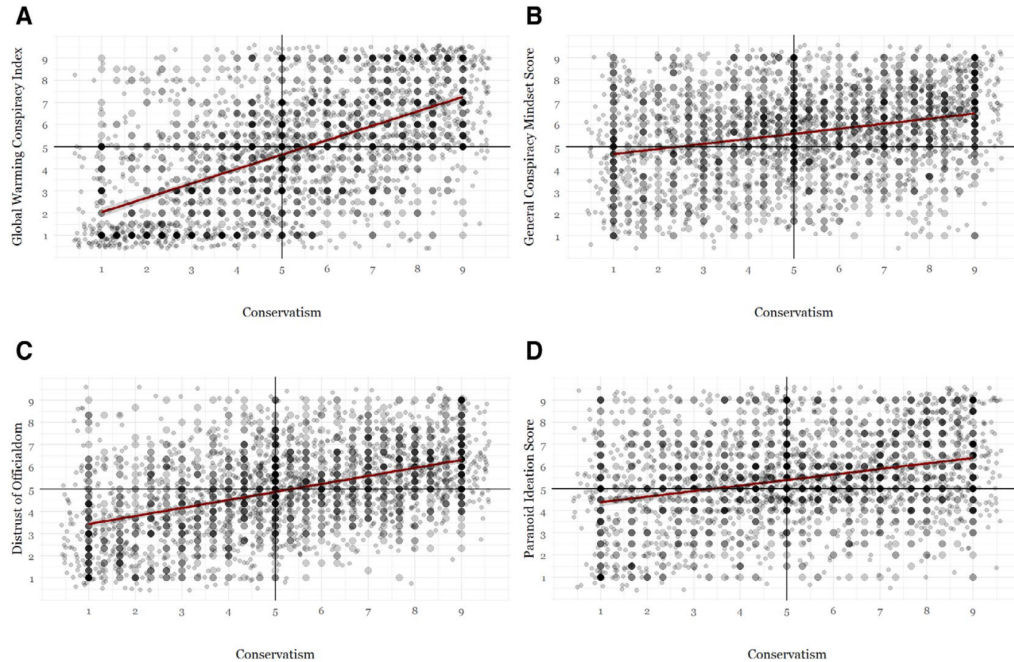 A
Global Warming Conspiracy Index
9
8
7
6
5
4
3
2
1
1 2 3 4 5 6 7 8 9
Conservatism
B
General Conspiracy Mindset Score
9
8
7
6
5
4
3
2
1
1 2 3 4 5 6 7 8 9
Conservatism
C
Distrust of Officialdom
9
8
7
6
5
4
3
2
1
1 2 3 4 5 6 7 8 9
Conservatism
D
Paranoid Ideation Score
9
8
7
6
5
4
3
2
1
1 2 3 4 5 6 7 8 9
Conservatism